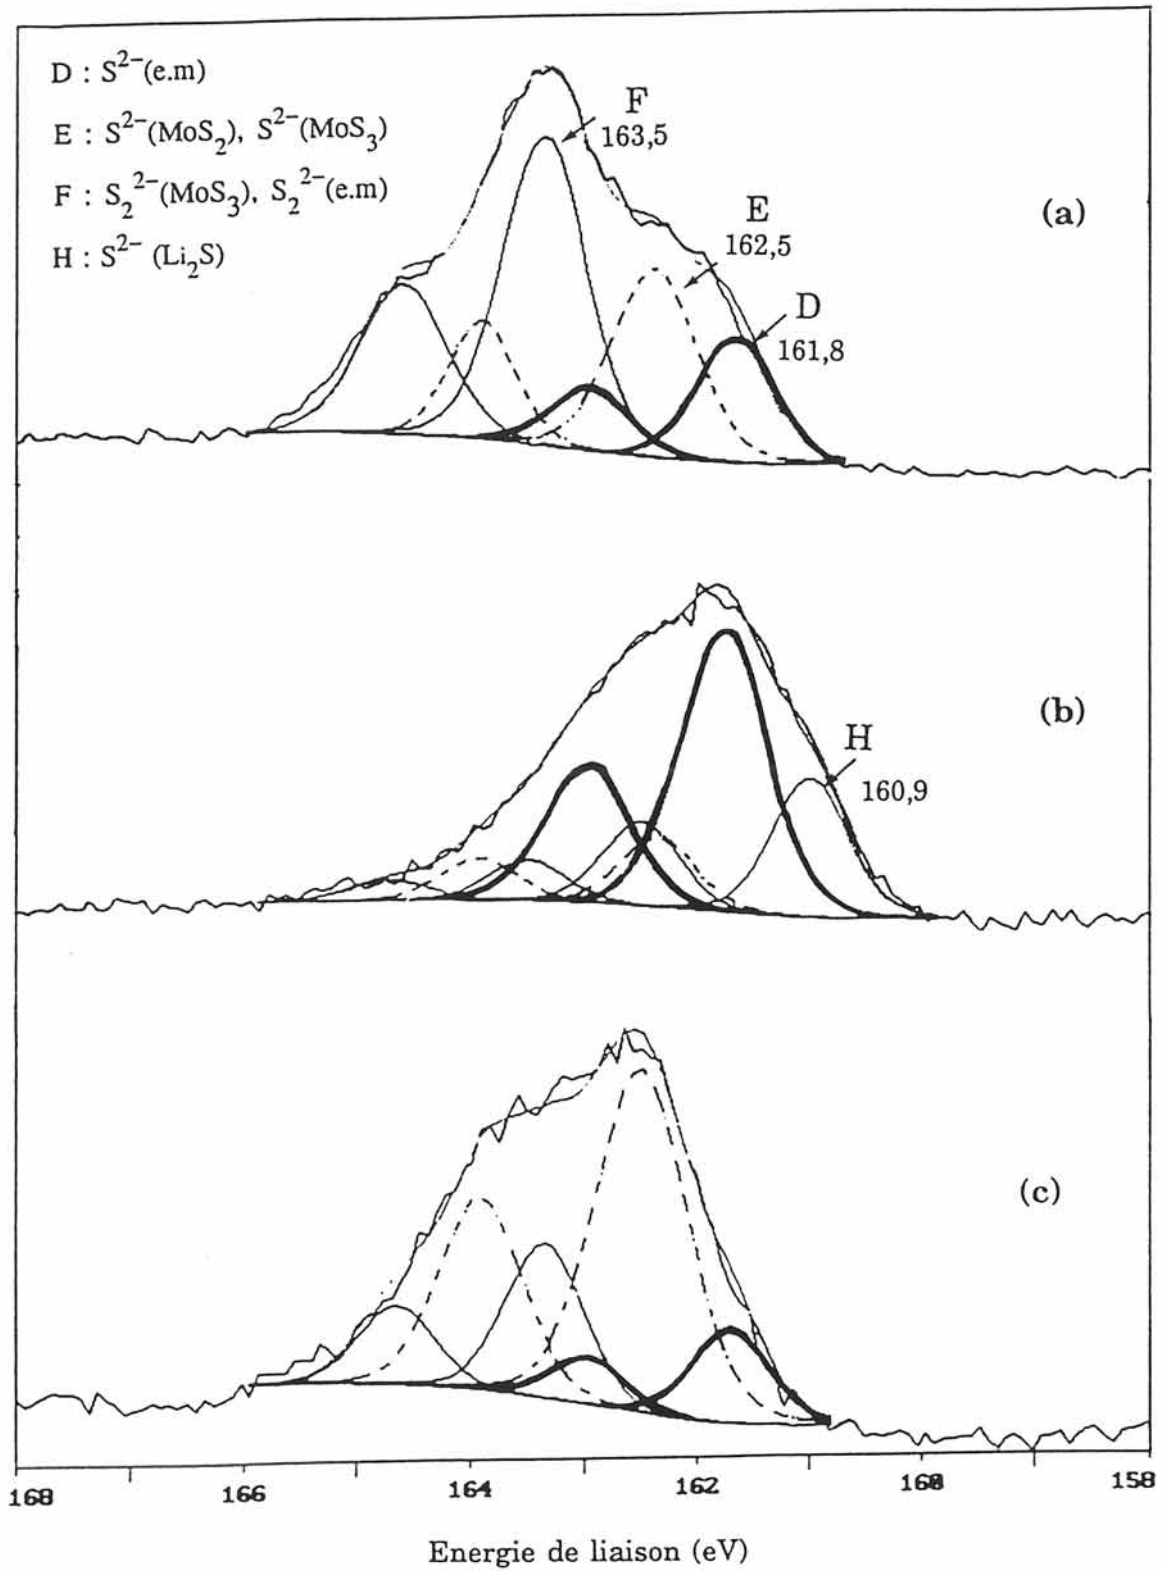 D : S²⁻(e.m)
E : S²⁻(MoS₂), S²⁻(MoS₃)
F : S₂²⁻(MoS₃), S₂²⁻(e.m)
H : S²⁻ (Li₂S)
F
163,5
E
162,5
D
161,8
(a)
(b)
H
160,9
(c)
168 166 164 162 160 158
Energie de liaison (eV)